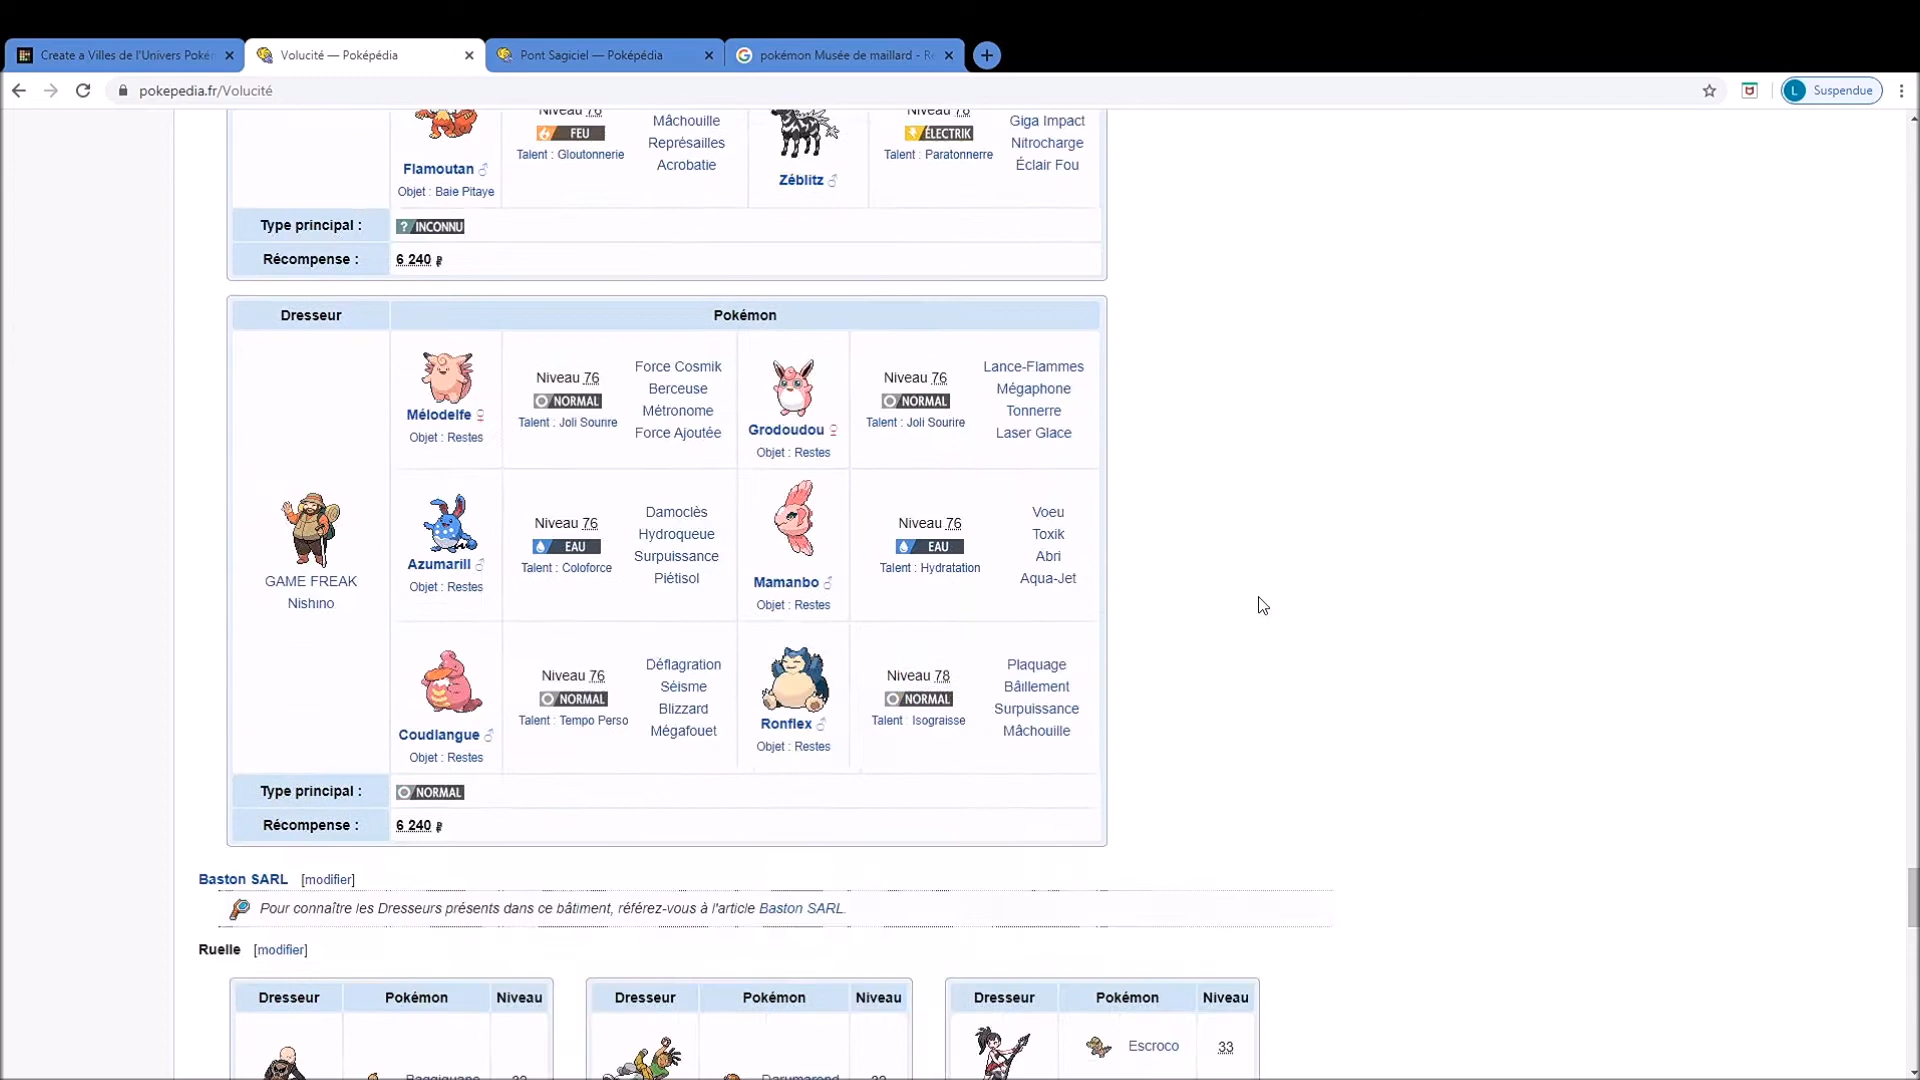 Create a Villes de l'Univers Poké
Volucité — Poképédia
Pont Sagiciel — Poképédia
pokémon Musée de maillard - Re
pokepedia.fr/Volucité
L Suspendue
Niveau 76
FEU
Talent : Gloutonnerie
Mâchouille
Représailles
Acrobatie
Flamoutan ♂
Objet : Baie Pitaye
Niveau 78
ÉLECTRIK
Talent : Paratonnerre
Giga Impact
Nitrocharge
Éclair Fou
Zéblitz ♂
Type principal :
? INCONNU
Récompense :
6 240
Dresseur
Pokémon
GAME FREAK
Nishino
Mélodelfe ♀
Objet : Restes
Niveau 76
NORMAL
Talent : Joli Sourire
Force Cosmik
Berceuse
Métronome
Force Ajoutée
Grodoudou ♀
Objet : Restes
Niveau 76
NORMAL
Talent : Joli Sourire
Lance-Flammes
Mégaphone
Tonnerre
Laser Glace
Azumarill ♂
Objet : Restes
Niveau 76
EAU
Talent : Coloforce
Damoclès
Hydroqueue
Surpuissance
Piétisol
Mamanbo ♂
Objet : Restes
Niveau 76
EAU
Talent : Hydratation
Voeu
Toxik
Abri
Aqua-Jet
Coudlangue ♂
Objet : Restes
Niveau 76
NORMAL
Talent : Tempo Perso
Déflagration
Séisme
Blizzard
Mégafouet
Ronflex ♂
Objet : Restes
Niveau 78
NORMAL
Talent : Isograisse
Plaquage
Bâillement
Surpuissance
Mâchouille
Type principal :
NORMAL
Récompense :
6 240
Baston SARL [modifier]
Pour connaître les Dresseurs présents dans ce bâtiment, référez-vous à l'article Baston SARL.
Ruelle [modifier]
Dresseur Pokémon Niveau
Dresseur Pokémon Niveau
Dresseur Pokémon Niveau
Escroco 33